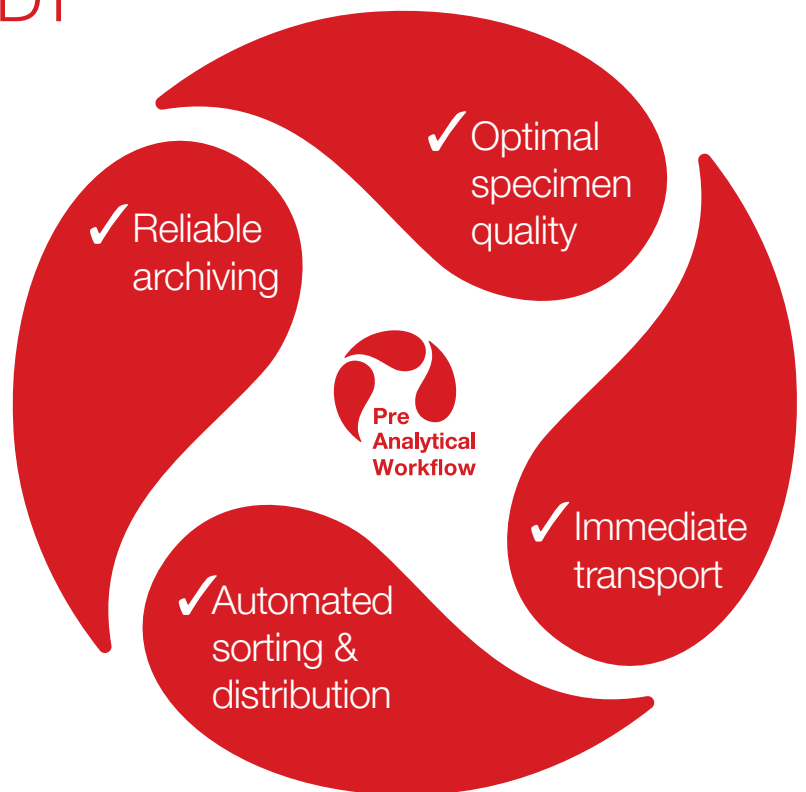 ✓Optimal
specimen
quality
✓Immediate
transport
✓Automated
sorting &
distribution
✓Reliable
archiving
Pre
Analytical
Workflow